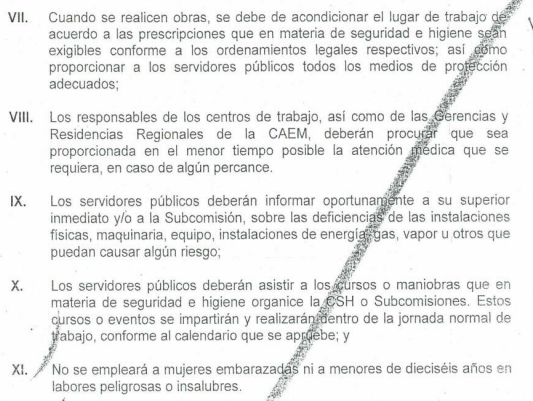 VII. Cuando se realicen obras, se debe de acondicionar el lugar de trabajo de
acuerdo a las prescripciones que en materia de seguridad e higiene sean
exigibles conforme a los ordenamientos legales respectivos; así como
proporcionar a los servidores públicos todos los medios de protección
adecuados;
VIII. Los responsables de los centros de trabajo, así como de las Gerencias y
Residencias Regionales de la CAEM, deberán procurar que sea
proporcionada en el menor tiempo posible la atención médica que se
requiera, en caso de algún percance.
IX. Los servidores públicos deberán informar oportunamente a su superior
inmediato y/o a la Subcomisión, sobre las deficiencias de las instalaciones
físicas, maquinaria, equipo, instalaciones de energía, gas, vapor u otros que
puedan causar algún riesgo;
X. Los servidores públicos deberán asistir a los cursos o maniobras que en
materia de seguridad e higiene organice la CSH o Subcomisiones. Estos
cursos o eventos se impartirán y realizarán dentro de la jornada normal de
trabajo, conforme al calendario que se apruebe; y
XI. No se empleará a mujeres embarazadas ni a menores de dieciséis años en
labores peligrosas o insalubres.